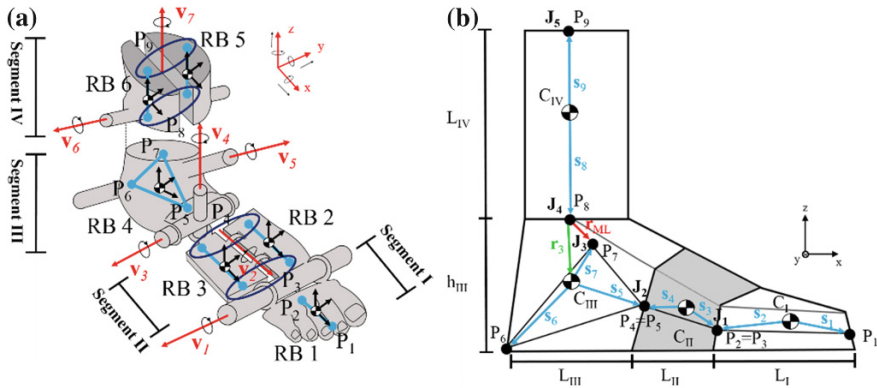 (a)
v7
Segment IV
P9
RB 5
RB 6
z
y
x
P8
v6
v4
v5
Segment III
P7
P6
P5
RB 4
P4
RB 2
v3
v2
RB 3
P3
Segment I
Segment II
P2
v1
RB 1
P1
(b)
J5 P9
s9
LIV
CIV
s8
J4 P8
rML
r3
J3
P7
z
y x
hIII
s7
CIII
s5
J2
s4
s3
J1
CI
s2
s1
s6
P4=P5
CII
P2=P3
P1
P6
LIII
LII
LI